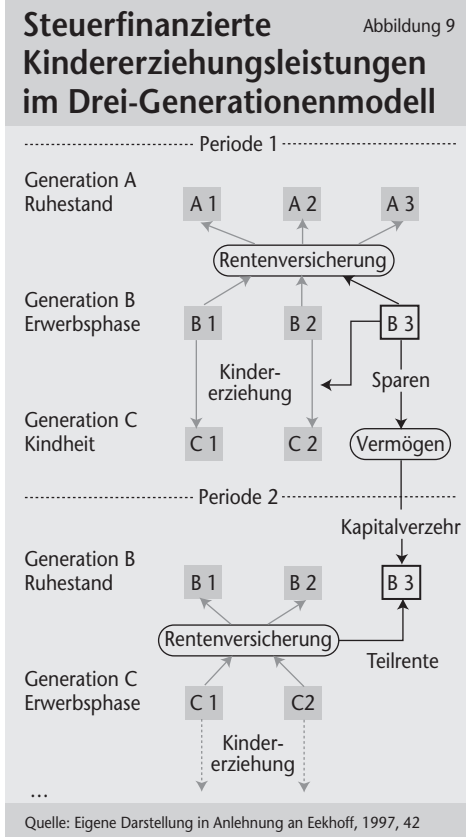 Steuerfinanzierte
Abbildung 9
Kindererziehungsleistungen
im Drei-Generationenmodell
Periode 1
Generation A
Ruhestand
A 1 A 2 A 3
Rentenversicherung
Generation B
Erwerbsphase
B 1 B 2 B 3
Kinder-
erziehung
Sparen
Generation C
Kindheit
C 1 C 2
Vermögen
Periode 2
Kapitalverzehr
Generation B
Ruhestand
B 1 B 2 B 3
Rentenversicherung
Teilrente
Generation C
Erwerbsphase
C 1 C2
Kinder-
erziehung
...
Quelle: Eigene Darstellung in Anlehnung an Eekhoff, 1997, 42